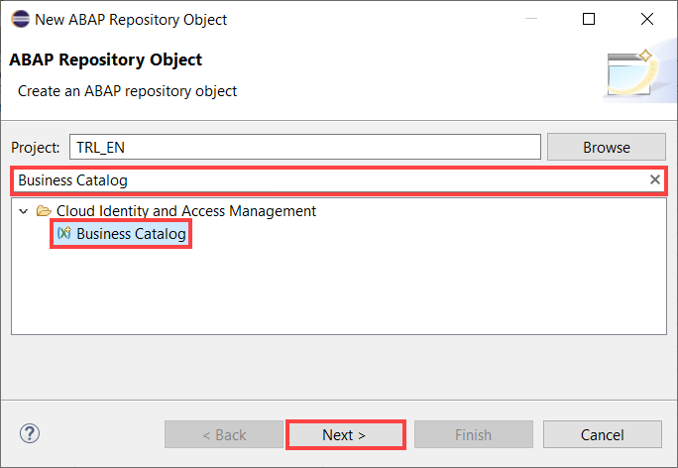 New ABAP Repository Object
ABAP Repository Object
Create an ABAP repository object
Project: TRL_EN Browse
Business Catalog
Cloud Identity and Access Management
Business Catalog
? < Back Next > Finish Cancel